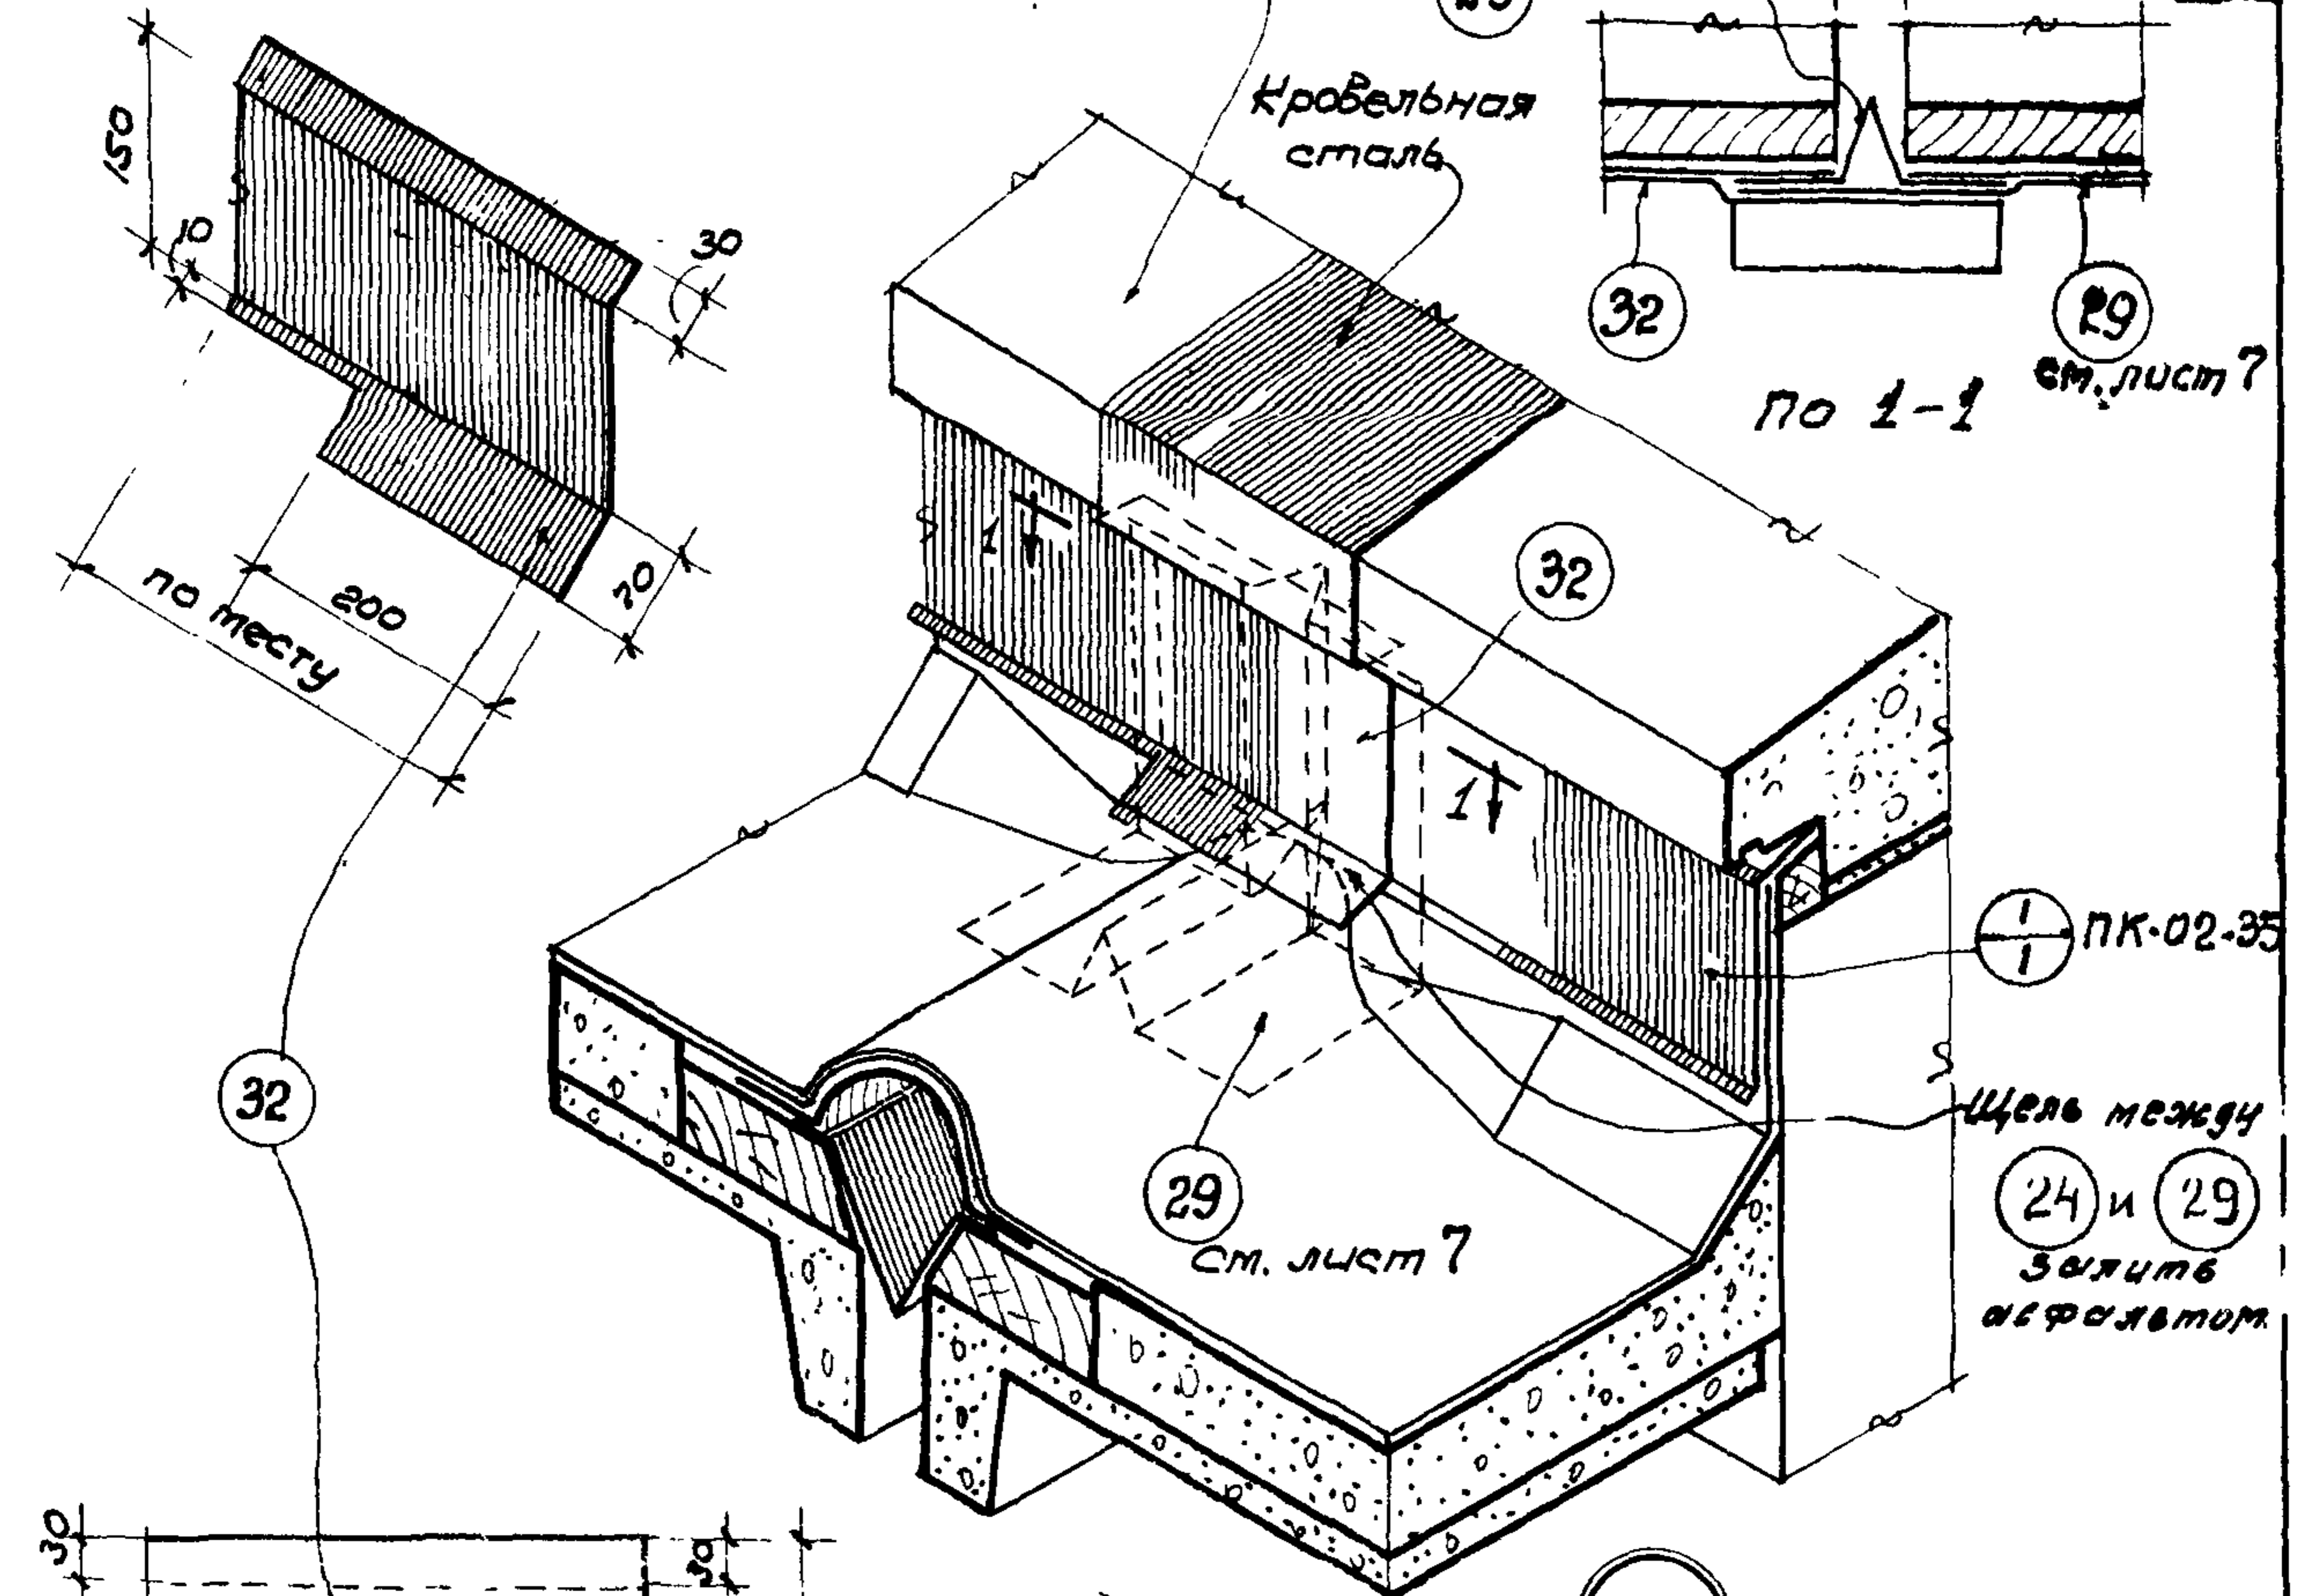 150
10
30
70
200
по месту
32
30
30
Кровельная
сталь
32
29
см. лист 7
По 1-1
1
32
1
1
1
ПК-02-35
Щель между
24 и 29
залить
асфальтом.
29
см. лист 7